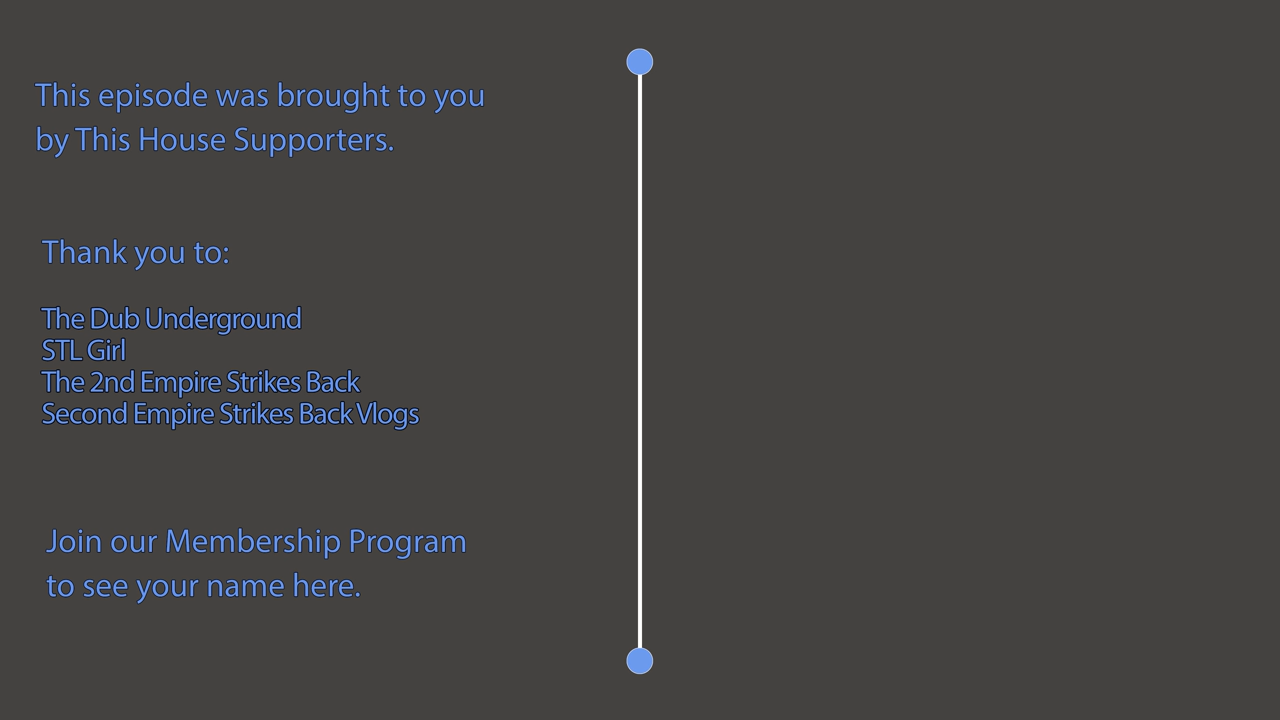 This episode was brought to you
by This House Supporters.
Thank you to:
The Dub Underground
STL Girl
The 2nd Empire Strikes Back
Second Empire Strikes Back Vlogs
Join our Membership Program
to see your name here.